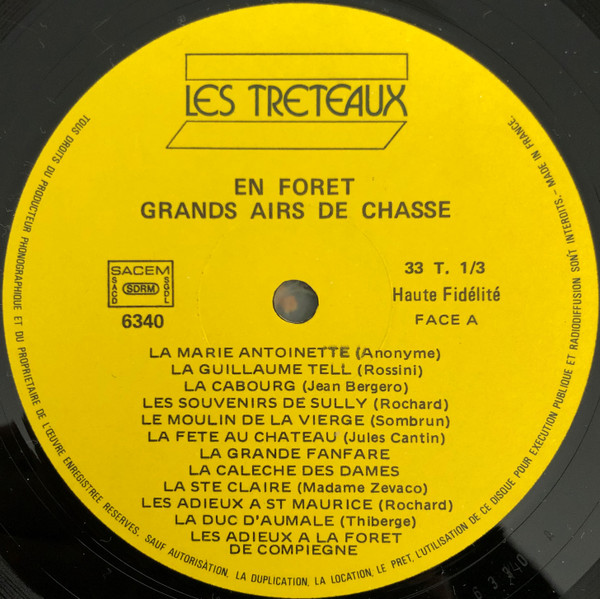 LES TRETEAUX
EN FORET
GRANDS AIRS DE CHASSE
SACEM
SACD
SDRM
SGDL
6340
33 T. 1/3
Haute Fidélité
FACE A
LA MARIE ANTOINETTE (Anonyme)
LA GUILLAUME TELL (Rossini)
LA CABOURG (Jean Bergero)
LES SOUVENIRS DE SULLY (Rochard)
LE MOULIN DE LA VIERGE (Sombrun)
LA FETE AU CHATEAU (Jules Cantin)
LA GRANDE FANFARE
LA CALECHE DES DAMES
LA STE CLAIRE (Madame Zevaco)
LES ADIEUX A ST MAURICE (Rochard)
LA DUC D'AUMALE (Thiberge)
LES ADIEUX A LA FORET
DE COMPIEGNE
TOUS DROITS DU PRODUCTEUR PHONOGRAPHIQUE ET DU PROPRIETAIRE DE L'ŒUVRE ENREGISTREE RESERVES, SAUF AUTORISATION, LA DUPLICATION, LA LOCATION, LE PRET, L'UTILISATION DE CE DISQUE POUR EXECUTION PUBLIQUE ET RADIODIFFUSION SONT INTERDITS.- MADE IN FRANCE.